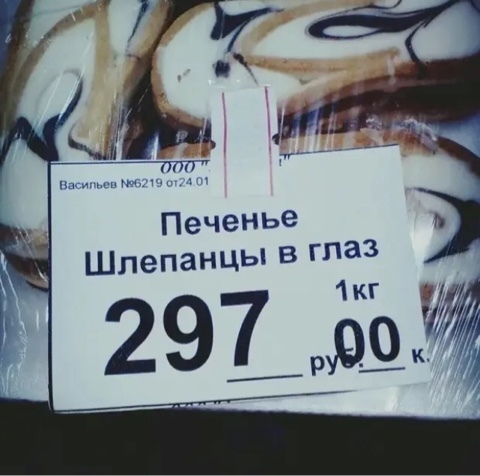 ООО "
Васильев №6219 от24.01
Печенье
Шлепанцы в глаз
1кг
297 руб. 00 к.